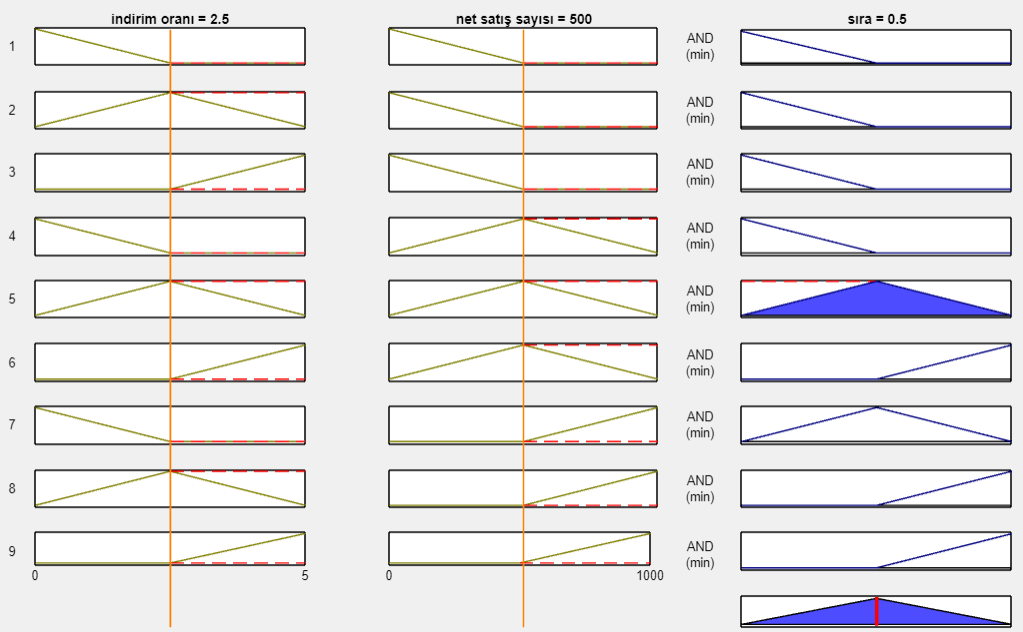 indirim oranı = 2.5 net satış sayısı = 500 sıra = 0.5
1 AND
(min)
2 AND
(min)
3 AND
(min)
4 AND
(min)
5 AND
(min)
6 AND
(min)
7 AND
(min)
8 AND
(min)
9 AND
(min)
0 5 0 1000